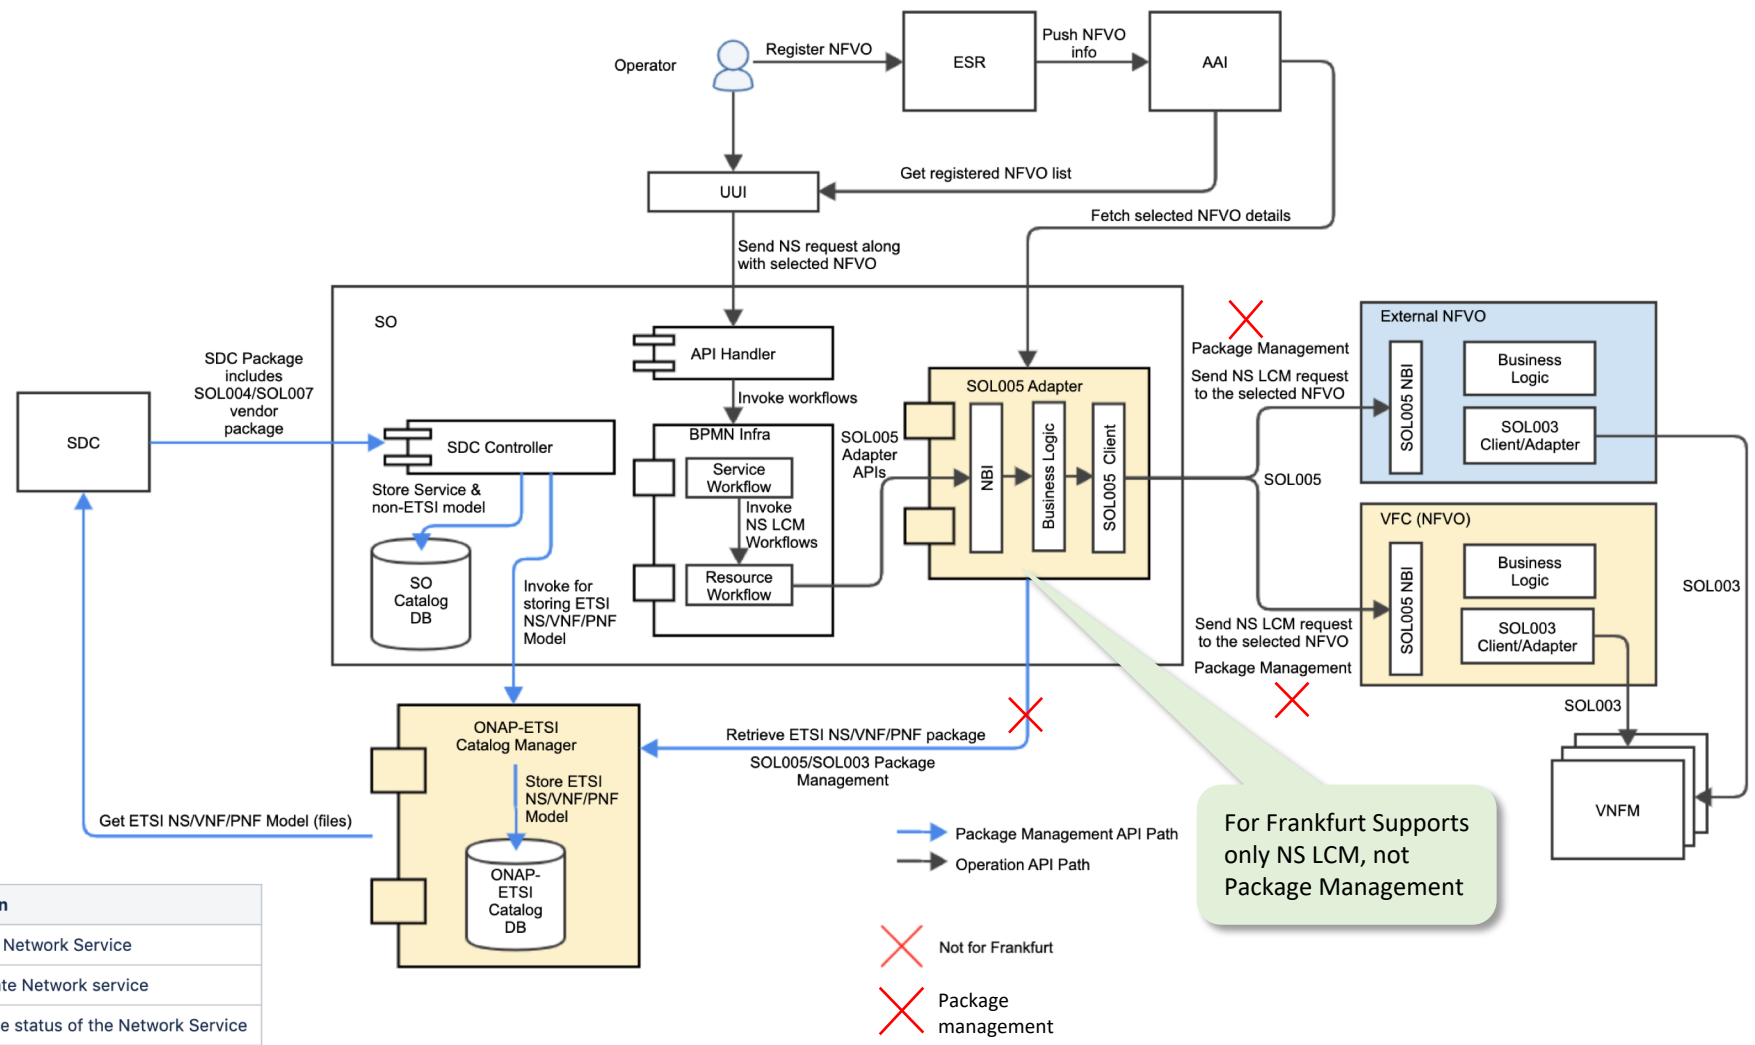 Operator
Register NFVO
ESR
Push NFVO
info
AAI
UUI
Get registered NFVO list
Fetch selected NFVO details
Send NS request along
with selected NFVO
SO
API Handler
Invoke workflows
SDC Package
includes
SOL004/SOL007
vendor
package
SDC
SDC Controller
Store Service &
non-ETSI model
SO
Catalog
DB
Invoke for
storing ETSI
NS/VNF/PNF
Model
BPMN Infra
Service
Workflow
Invoke
NS LCM
Workflows
Resource
Workflow
SOL005
Adapter
APIs
SOL005 Adapter
NBI
Business Logic
SOL005 Client
Package Management
Send NS LCM request
to the selected NFVO
SOL005
Send NS LCM request
to the selected NFVO
Package Management
External NFVO
SOL005 NBI
Business
Logic
SOL003
Client/Adapter
VFC (NFVO)
SOL005 NBI
Business
Logic
SOL003
Client/Adapter
SOL003
SOL003
VNFM
ONAP-ETSI
Catalog Manager
Store ETSI
NS/VNF/PNF
Model
ONAP-
ETSI
Catalog
DB
Retrieve ETSI NS/VNF/PNF package
SOL005/SOL003 Package
Management
Get ETSI NS/VNF/PNF Model (files)
Package Management API Path
Operation API Path
For Frankfurt Supports
only NS LCM, not
Package Management
Not for Frankfurt
Package
management
Network Service
Network service
status of the Network Service